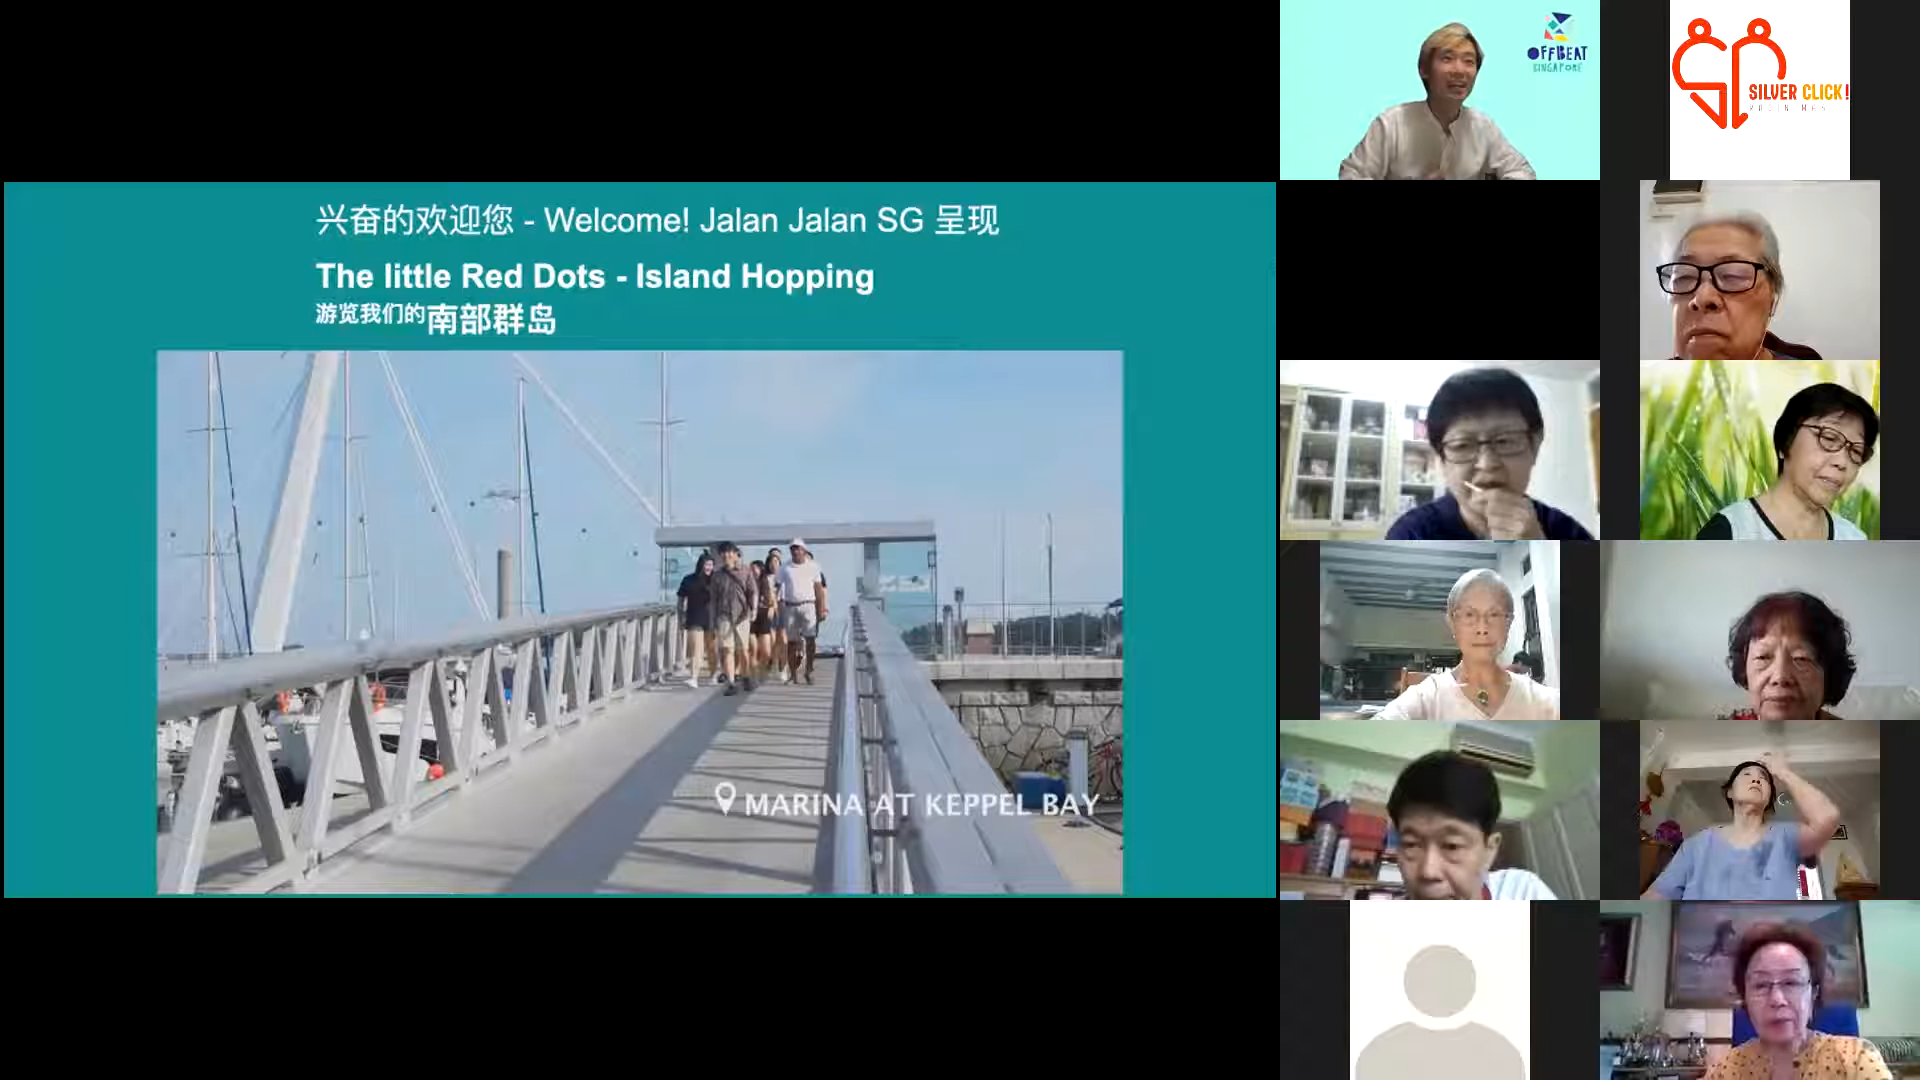 兴奋的欢迎您 - Welcome! Jalan Jalan SG 呈现
The little Red Dots - Island Hopping
游览我们的南部群岛
MARINA AT KEPPEL BAY
OFFBEAT
SINGAPORE
SILVER CLICK!